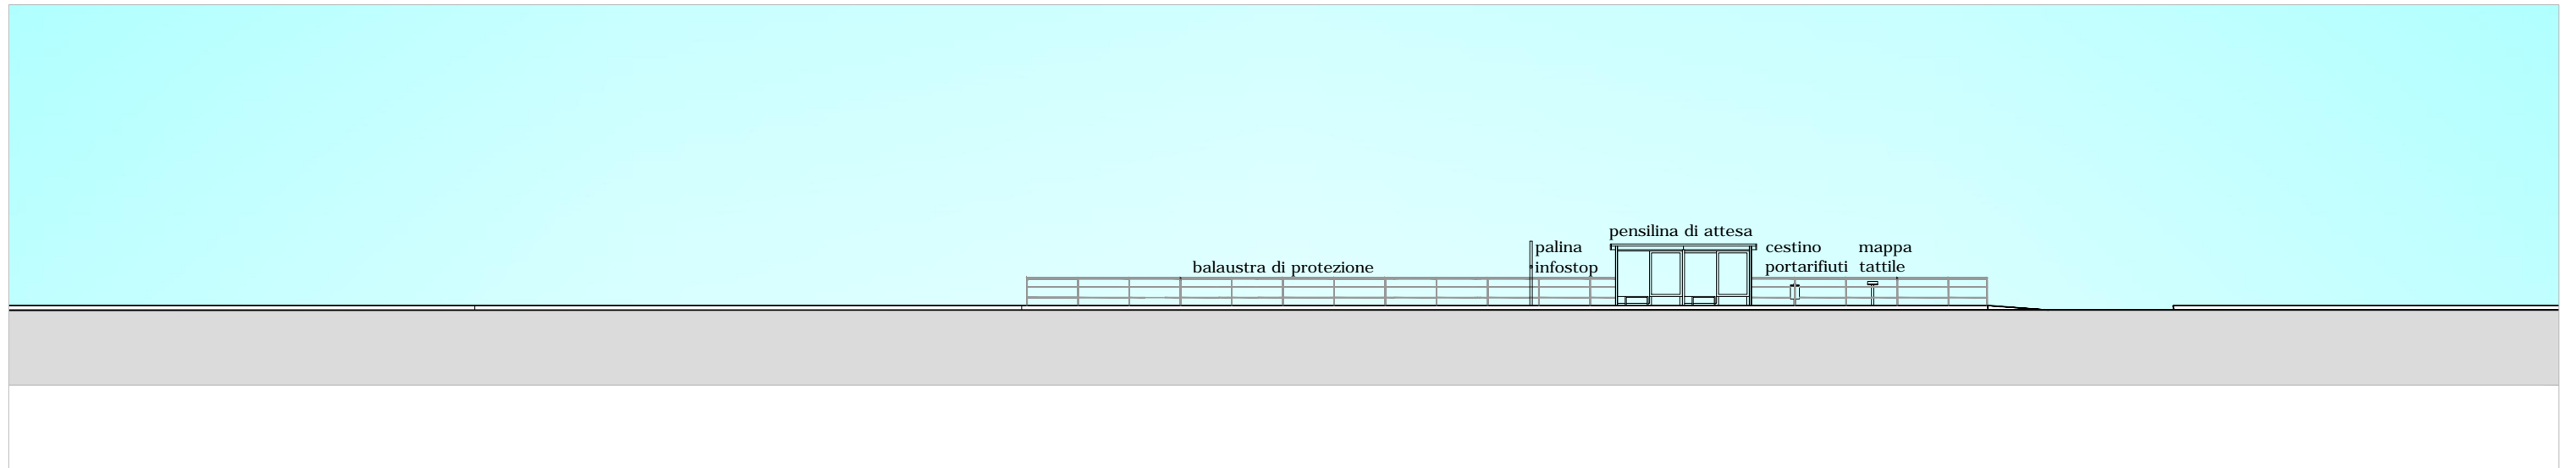 pensilina di attesa
balaustra di protezione
palina
infostop
cestino
portarifiuti
mappa
tattile